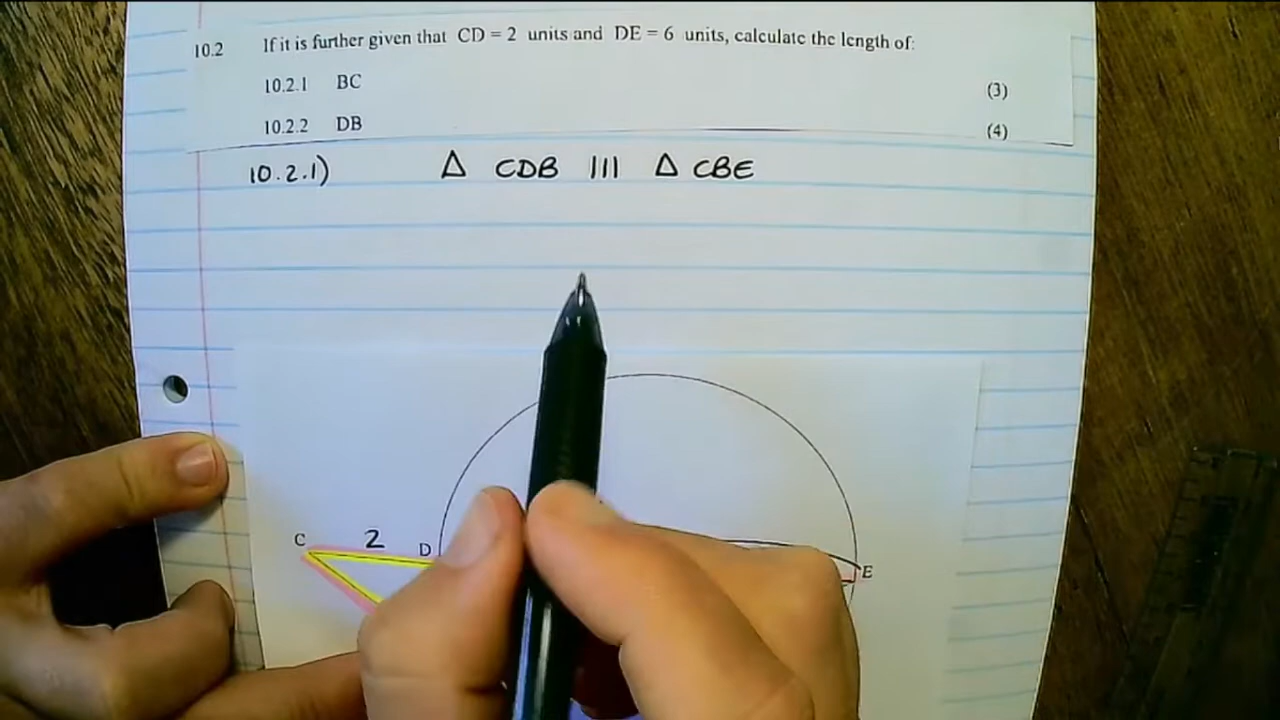 10.2 If it is further given that CD = 2 units and DE = 6 units, calculate the length of:
10.2.1 BC (3)
10.2.2 DB (4)
10.2.1) Δ CDB ||| Δ CBE
C 2 D E